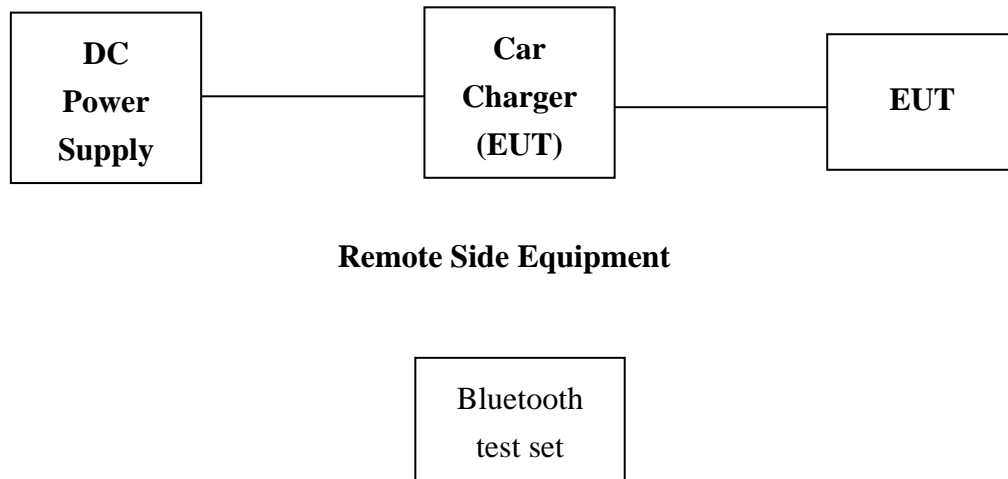 DC
Power
Supply
Car
Charger
(EUT)
EUT
Remote Side Equipment
Bluetooth
test set